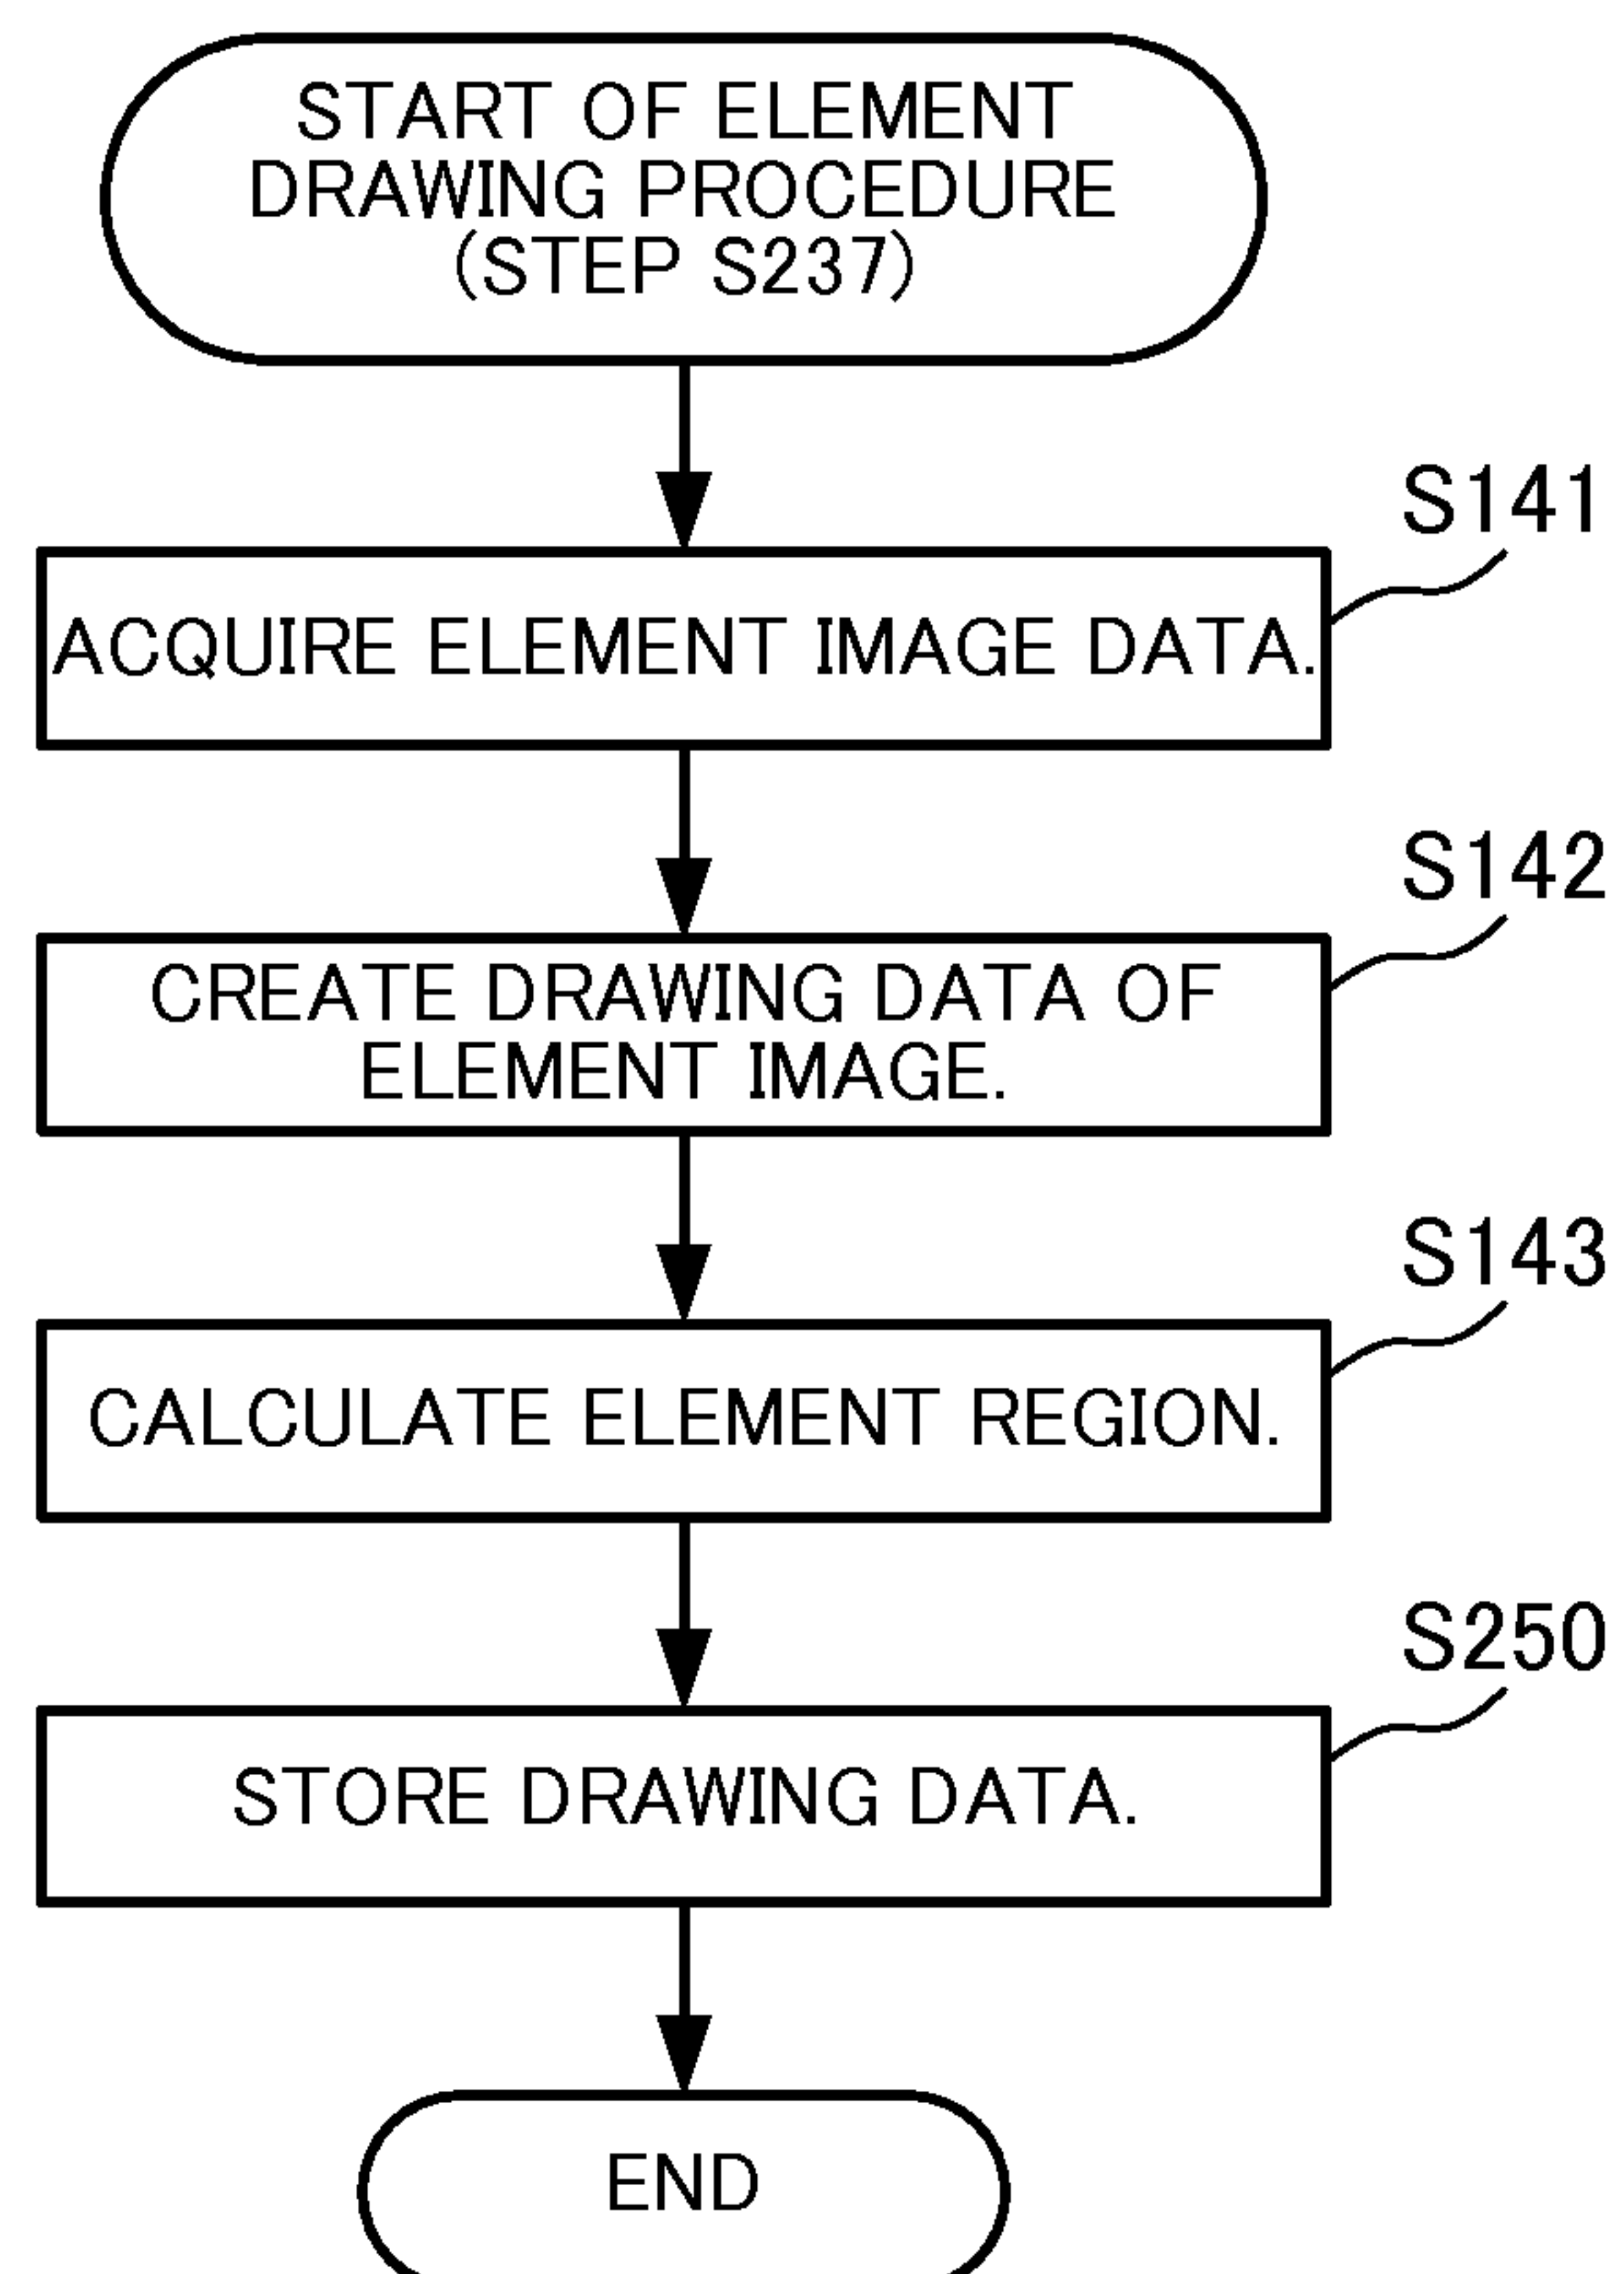 START OF ELEMENT
DRAWING PROCEDURE
(STEP S237)
S141
ACQUIRE ELEMENT IMAGE DATA.
S142
CREATE DRAWING DATA OF
ELEMENT IMAGE.
S143
CALCULATE ELEMENT REGION.
S250
STORE DRAWING DATA.
END